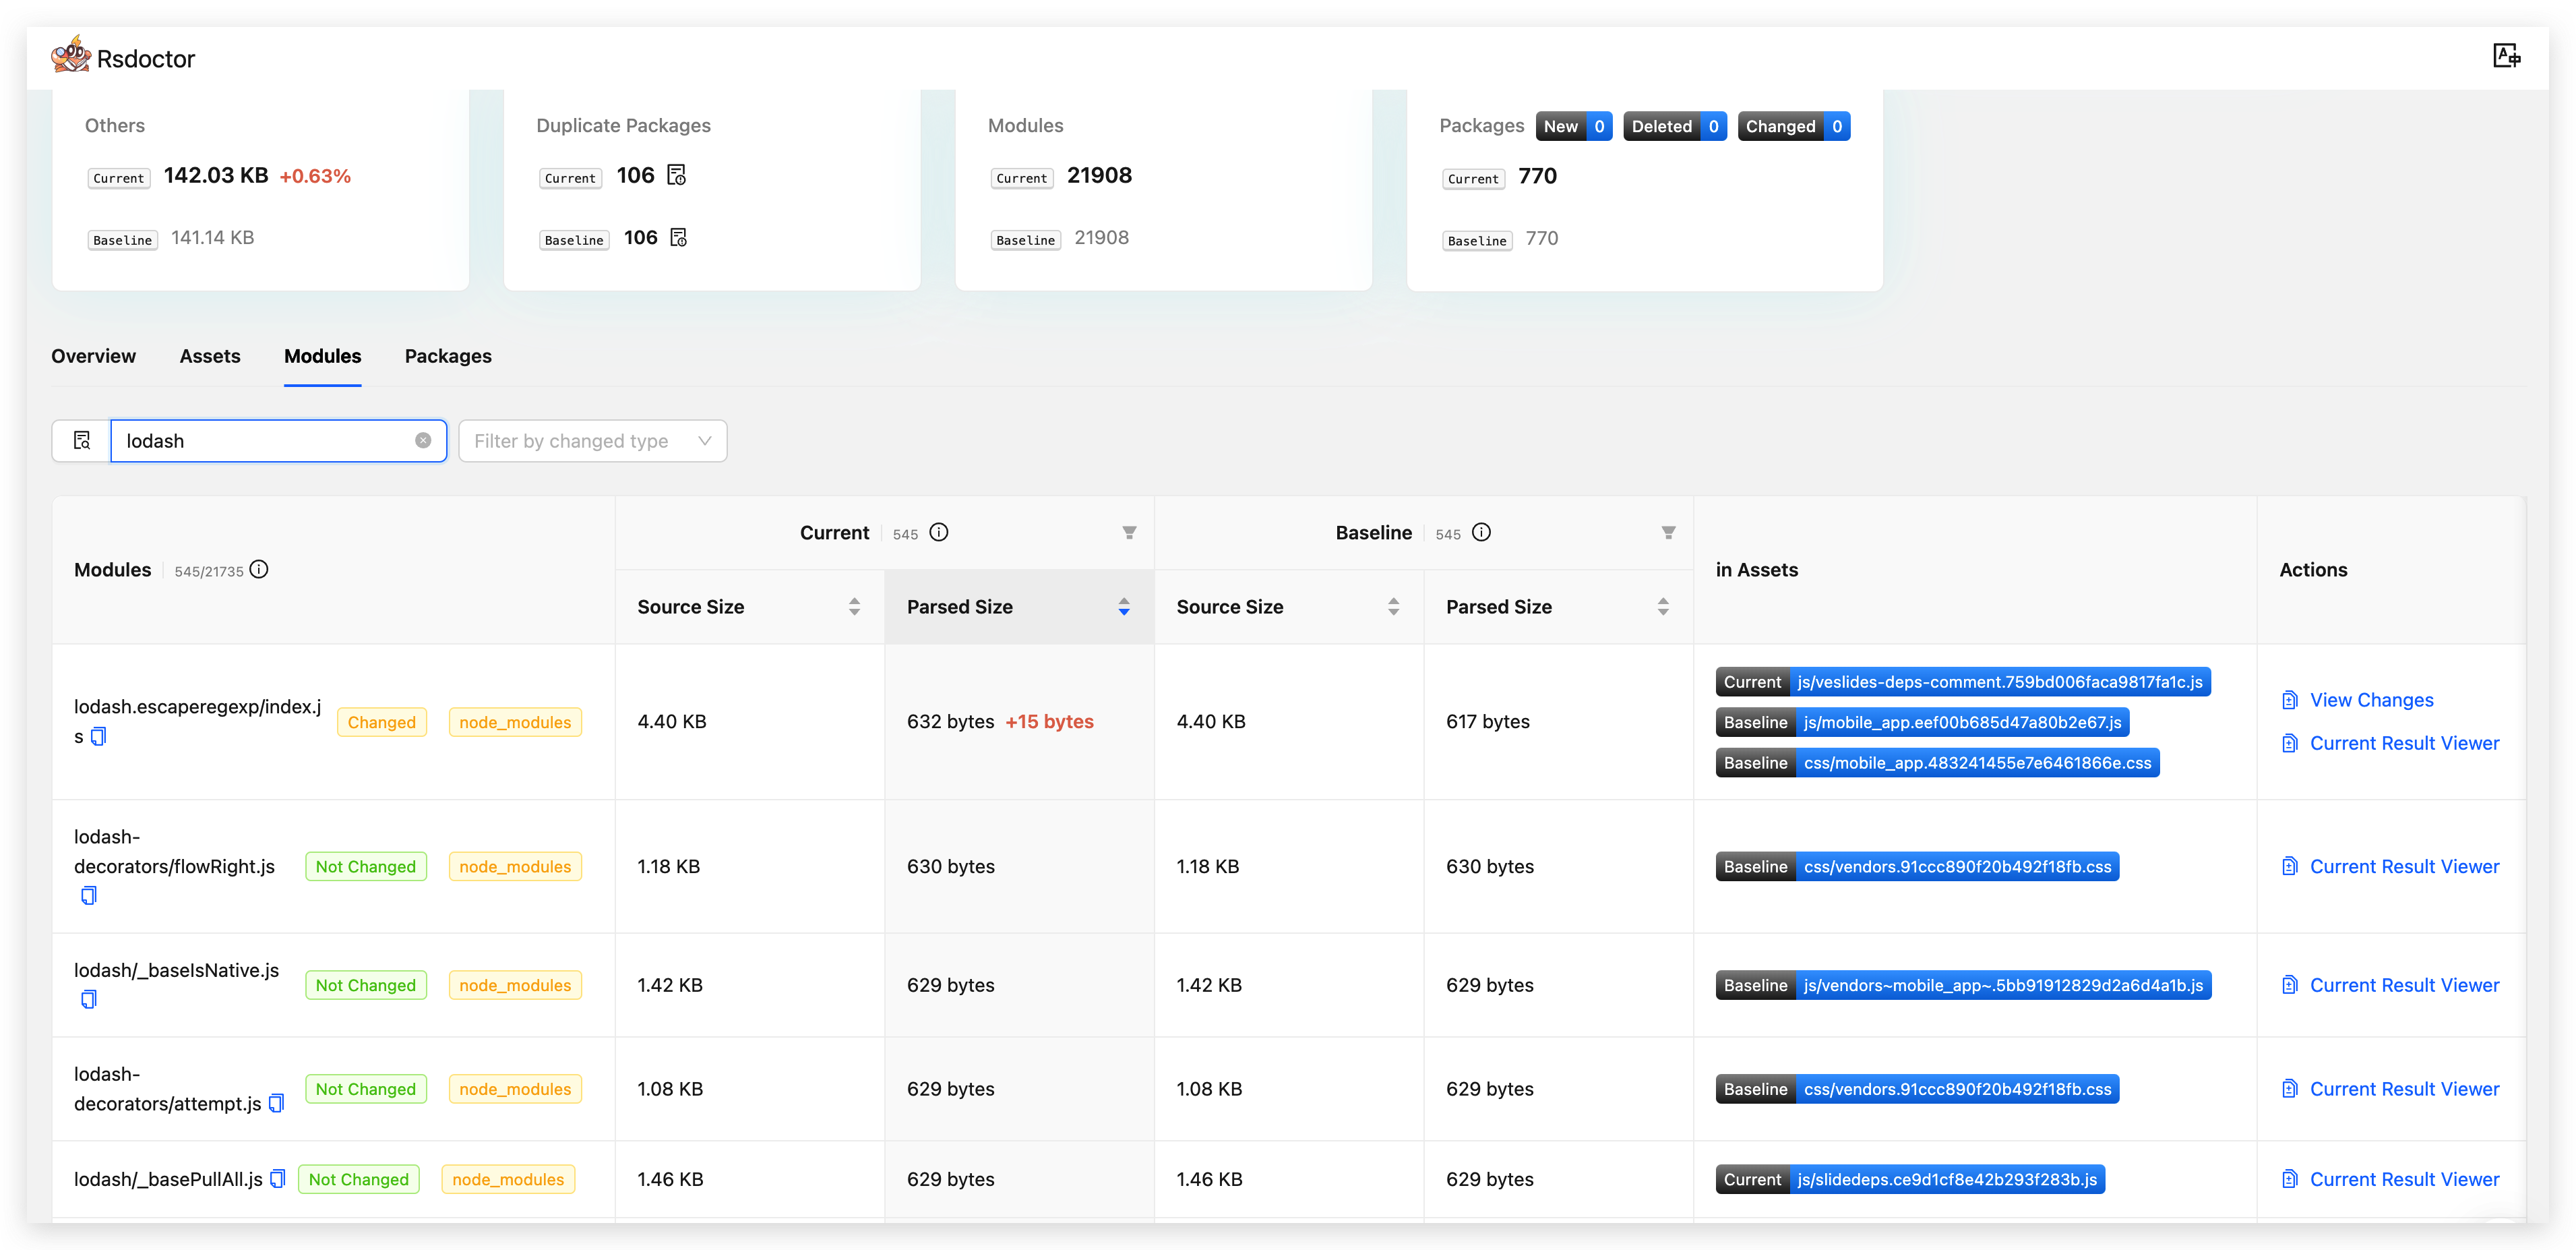 Rsdoctor
Others
Current 142.03 KB +0.63%
Baseline 141.14 KB
Duplicate Packages
Current 106
Baseline 106
Modules
Current 21908
Baseline 21908
Packages New 0 Deleted 0 Changed 0
Current 770
Baseline 770
Overview Assets Modules Packages
lodash Filter by changed type
Modules 545/21735
Current 545 Baseline 545
in Assets Actions
Source Size Parsed Size Source Size Parsed Size
lodash.escaperegexp/index.j
s
Changed node_modules 4.40 KB 632 bytes +15 bytes 4.40 KB 617 bytes
Current js/veslides-deps-comment.759bd006faca9817fa1c.js
Baseline js/mobile_app.eef00b685d47a80b2e67.js
Baseline css/mobile_app.483241455e7e6461866e.css
View Changes
Current Result Viewer
lodash-
decorators/flowRight.js
Not Changed node_modules 1.18 KB 630 bytes 1.18 KB 630 bytes
Baseline css/vendors.91ccc890f20b492f18fb.css
Current Result Viewer
lodash/_baseIsNative.js
Not Changed node_modules 1.42 KB 629 bytes 1.42 KB 629 bytes
Baseline js/vendors~mobile_app~.5bb91912829d2a6d4a1b.js
Current Result Viewer
lodash-
decorators/attempt.js
Not Changed node_modules 1.08 KB 629 bytes 1.08 KB 629 bytes
Baseline css/vendors.91ccc890f20b492f18fb.css
Current Result Viewer
lodash/_basePullAll.js
Not Changed node_modules 1.46 KB 629 bytes 1.46 KB 629 bytes
Current js/slidedeps.ce9d1cf8e42b293f283b.js
Current Result Viewer